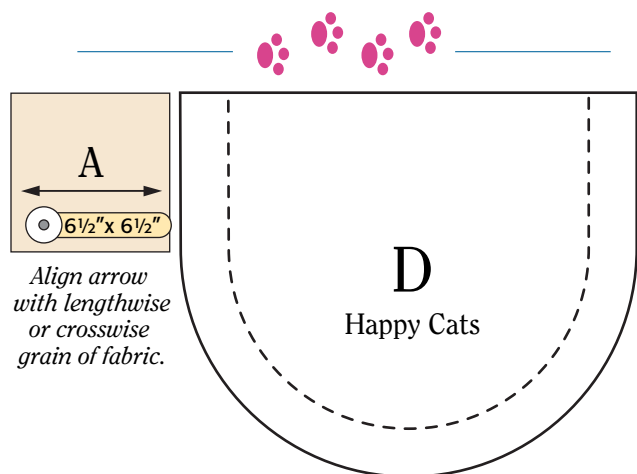 A
6½"x 6½"
Align arrow
with lengthwise
or crosswise
grain of fabric.
D
Happy Cats